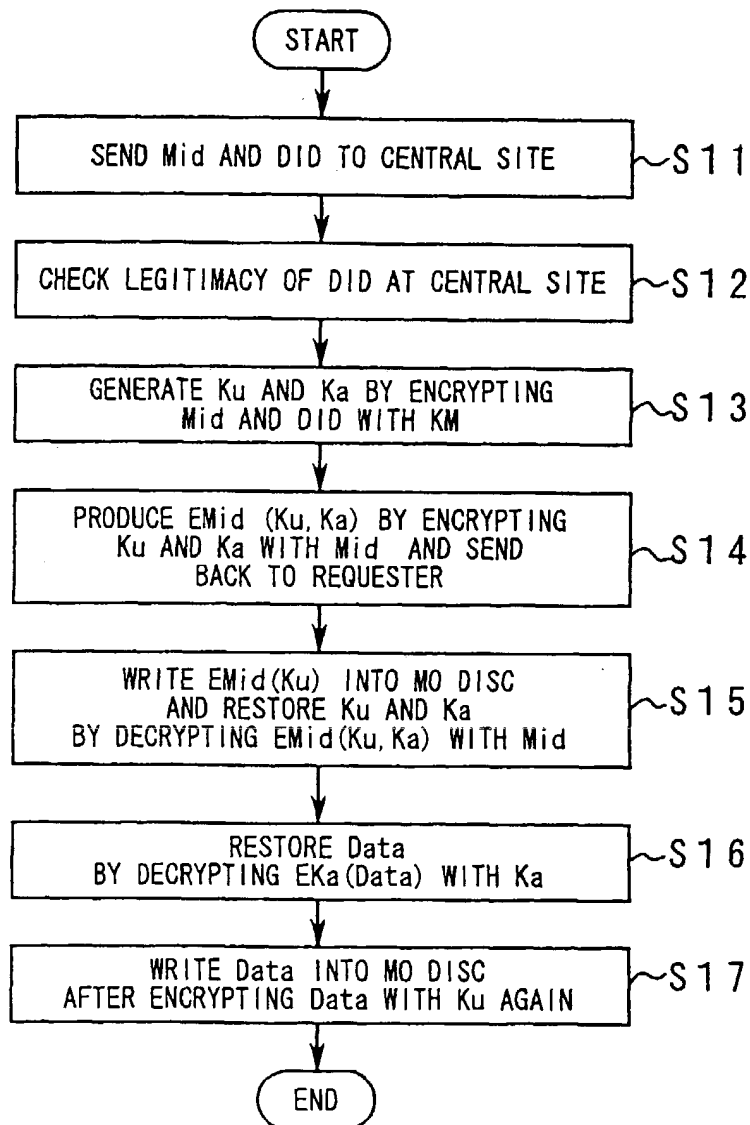 START
SEND Mid AND DID TO CENTRAL SITE
S11
CHECK LEGITIMACY OF DID AT CENTRAL SITE
S12
GENERATE Ku AND Ka BY ENCRYPTING
Mid AND DID WITH KM
S13
PRODUCE EMid (Ku, Ka) BY ENCRYPTING
Ku AND Ka WITH Mid AND SEND
BACK TO REQUESTER
S14
WRITE EMid(Ku) INTO MO DISC
AND RESTORE Ku AND Ka
BY DECRYPTING EMid(Ku, Ka) WITH Mid
S15
RESTORE Data
BY DECRYPTING EKa(Data) WITH Ka
S16
WRITE Data INTO MO DISC
AFTER ENCRYPTING Data WITH Ku AGAIN
S17
END